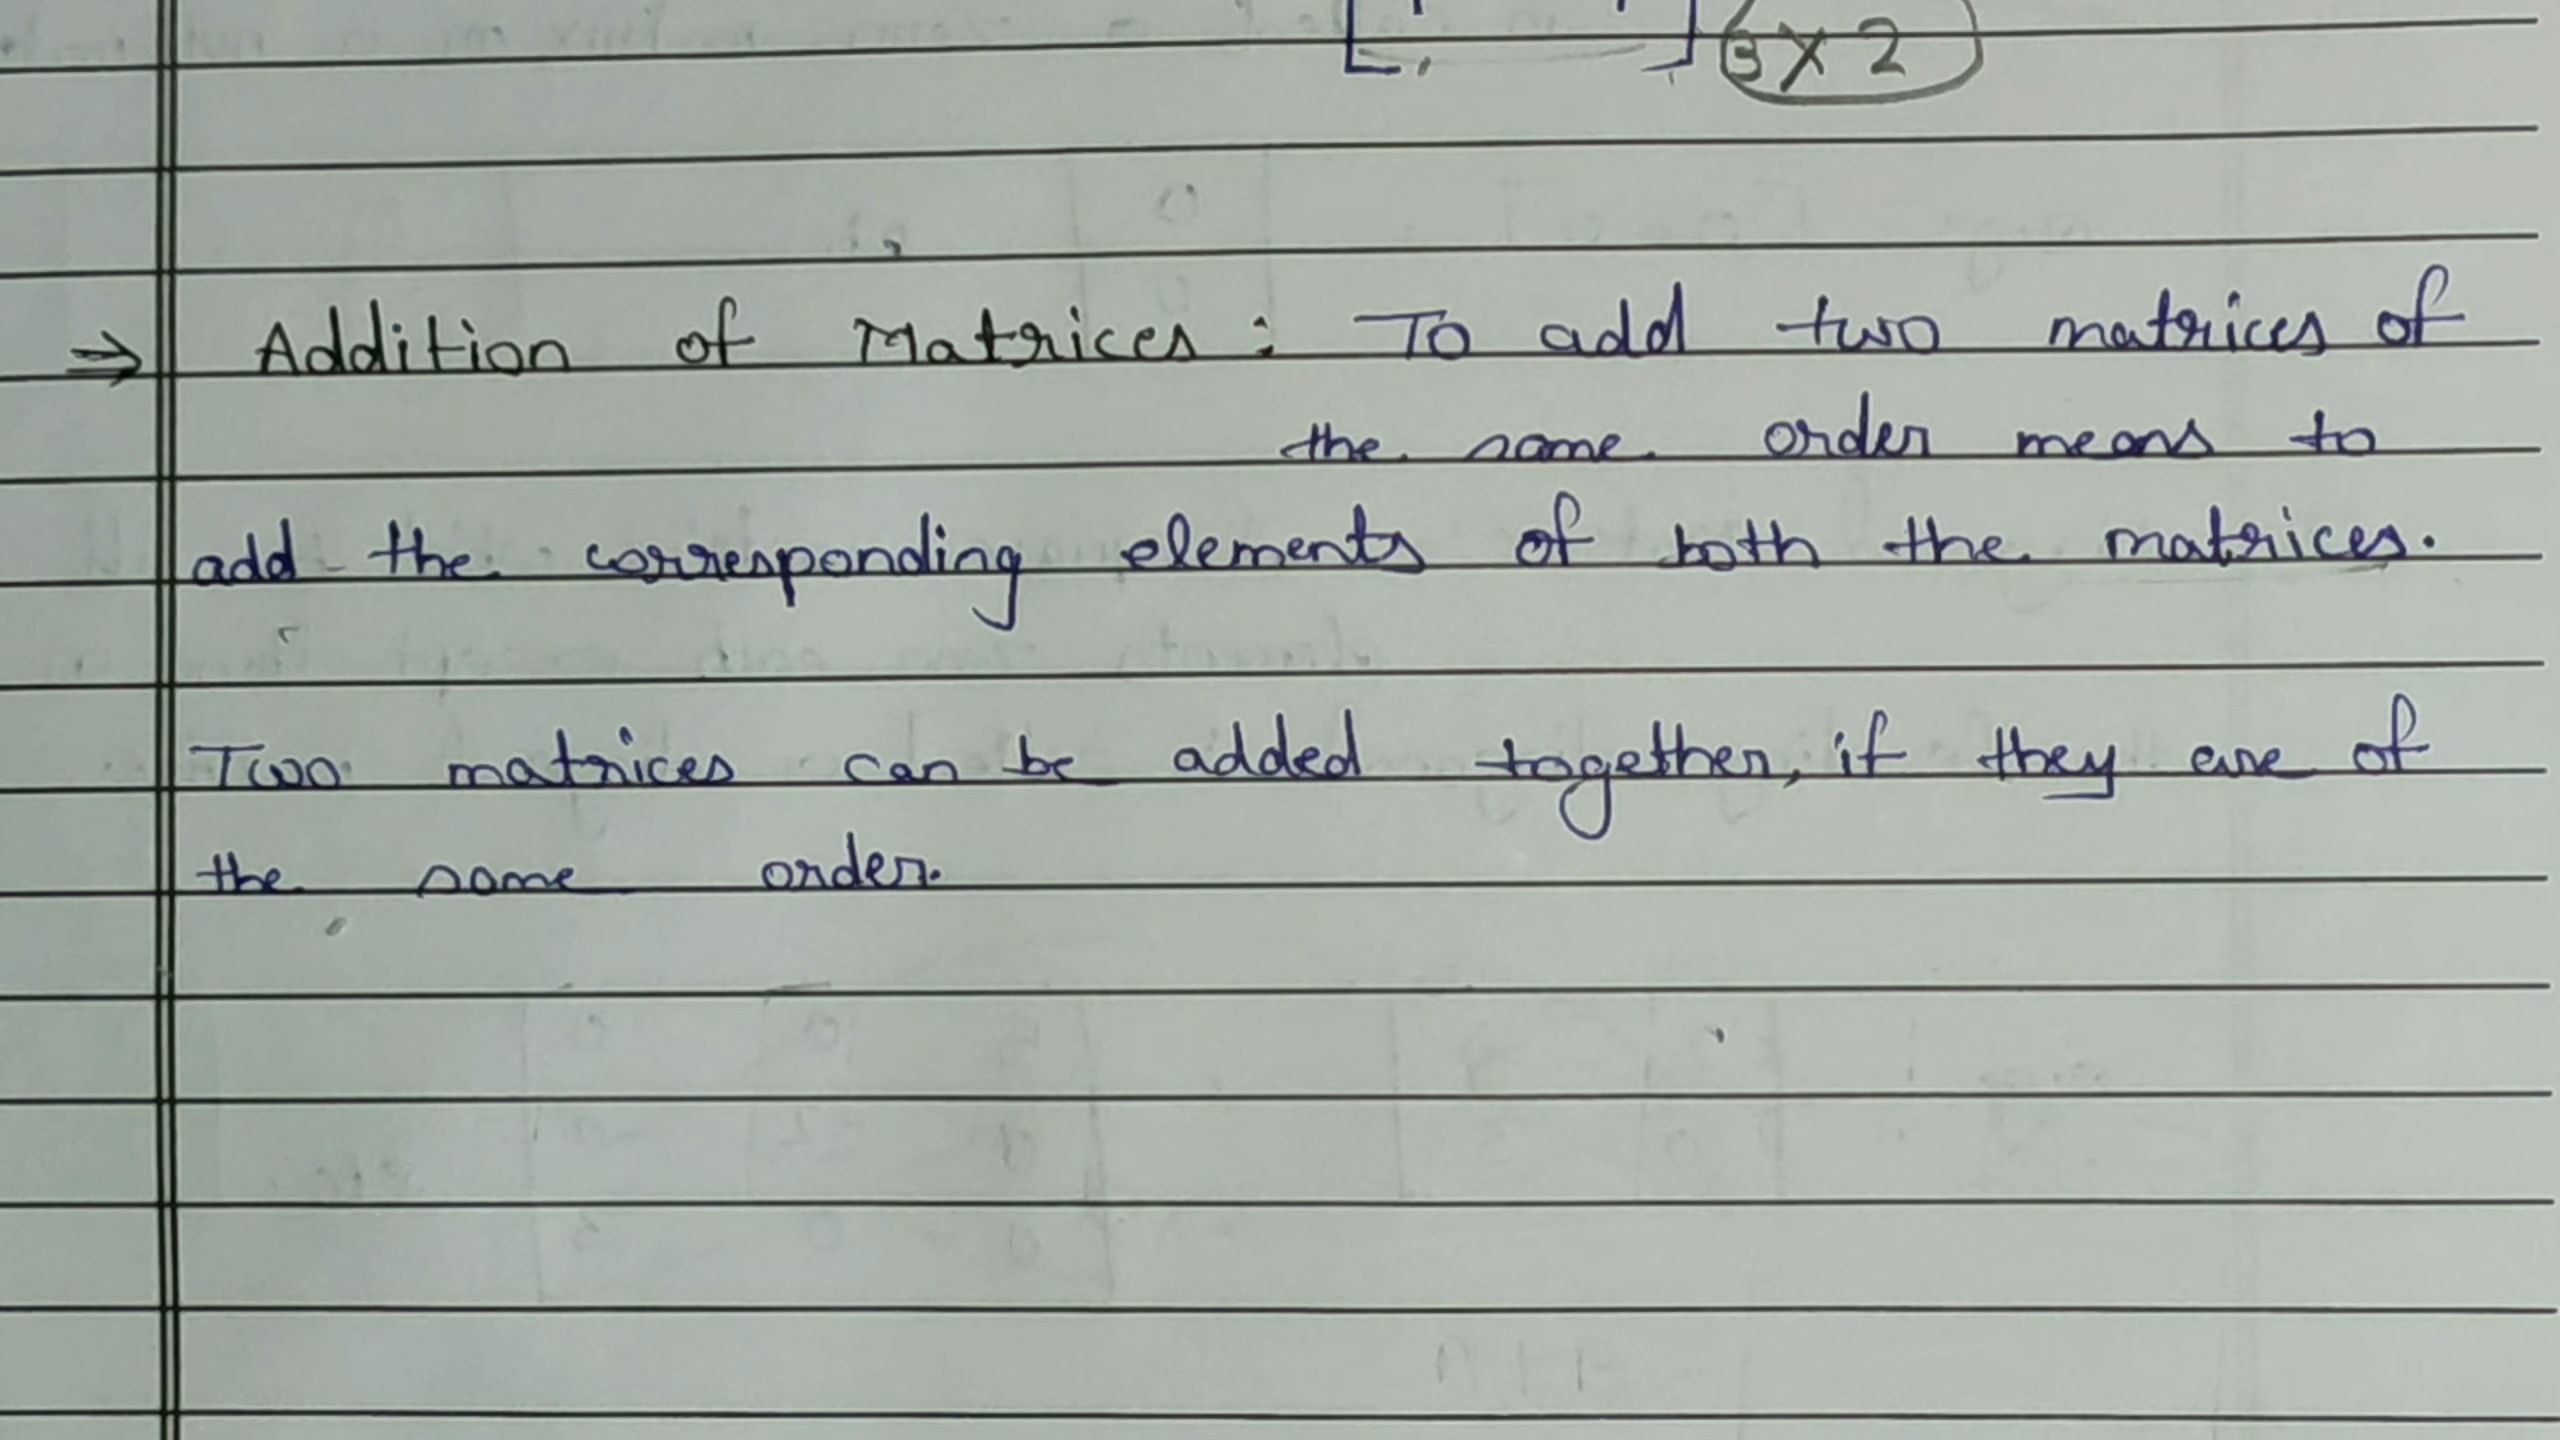 3 x 2
⇒ Addition of Matrices : To add two matrices of
the same order means to
add the corresponding elements of both the matrices.
Two matrices can be added together, if they are of
the same order.